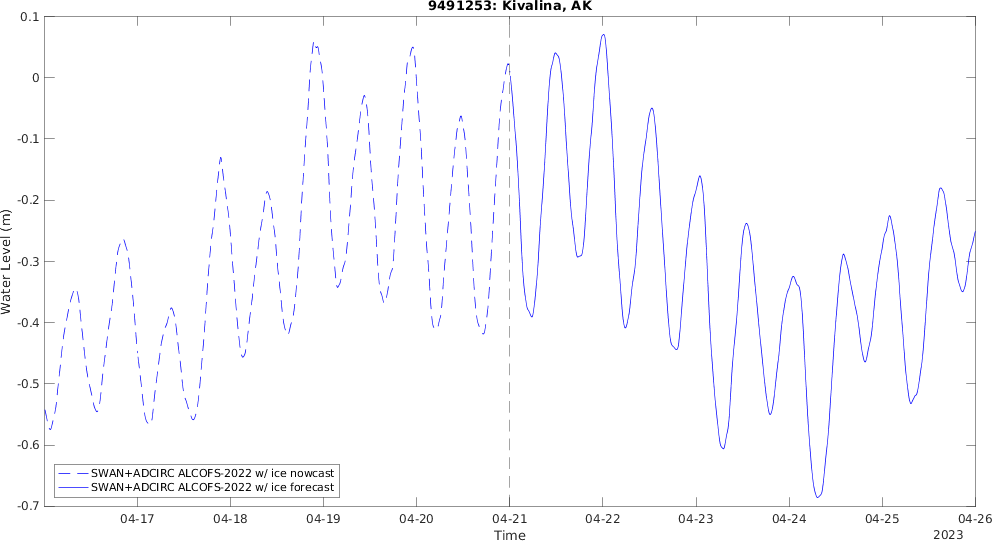 9491253: Kivalina, AK
0.1
0
-0.1
-0.2
-0.3
-0.4
-0.5
-0.6
-0.7
Water Level (m)
SWAN+ADCIRC ALCOFS-2022 w/ ice nowcast
SWAN+ADCIRC ALCOFS-2022 w/ ice forecast
04-17 04-18 04-19 04-20 04-21 04-22 04-23 04-24 04-25 04-26
Time
2023